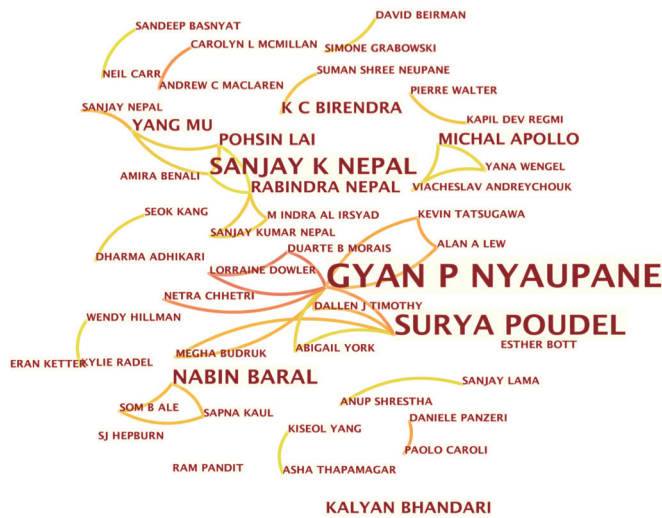 DAVID BEIRMAN
SANDEEP BASNYAT
CAROLYN L MCMILLAN
SIMONE GRABOWSKI
NEIL CARR
SUMAN SHREE NEUPANE
ANDREW C MACLAREN
PIERRE WALTER
SANJAY NEPAL
K C BIRENDRA
KAPIL DEV REGMI
YANG MU
POHSIN LAI
MICHAL APOLLO
SANJAY K NEPAL
YANA WENGEL
AMIRA BENALI
RABINDRA NEPAL
VIACHESLAV ANDREYCHOUK
SEOK KANG
M INDRA AL IRSYAD
KEVIN TATSUGAWA
SANJAY KUMAR NEPAL
DUARTE B MORAIS
ALAN A LEW
DHARMA ADHIKARI
LORRAINE DOWLER
GYAN P NYAUPANE
NETRA CHHETRI
DALLEN J TIMOTHY
WENDY HILLMAN
SURYA POUDEL
ESTHER BOTT
MEGHA BUDRUK
ABIGAIL YORK
ERAN KETTER
KYLIE RADEL
NABIN BARAL
SANJAY LAMA
ANUP SHRESTHA
SOM B ALE
SAPNA KAUL
DANIELE PANZERI
SJ HEPBURN
KISEOL YANG
PAOLO CAROLI
RAM PANDIT
ASHA THAPAMAGAR
KALYAN BHANDARI